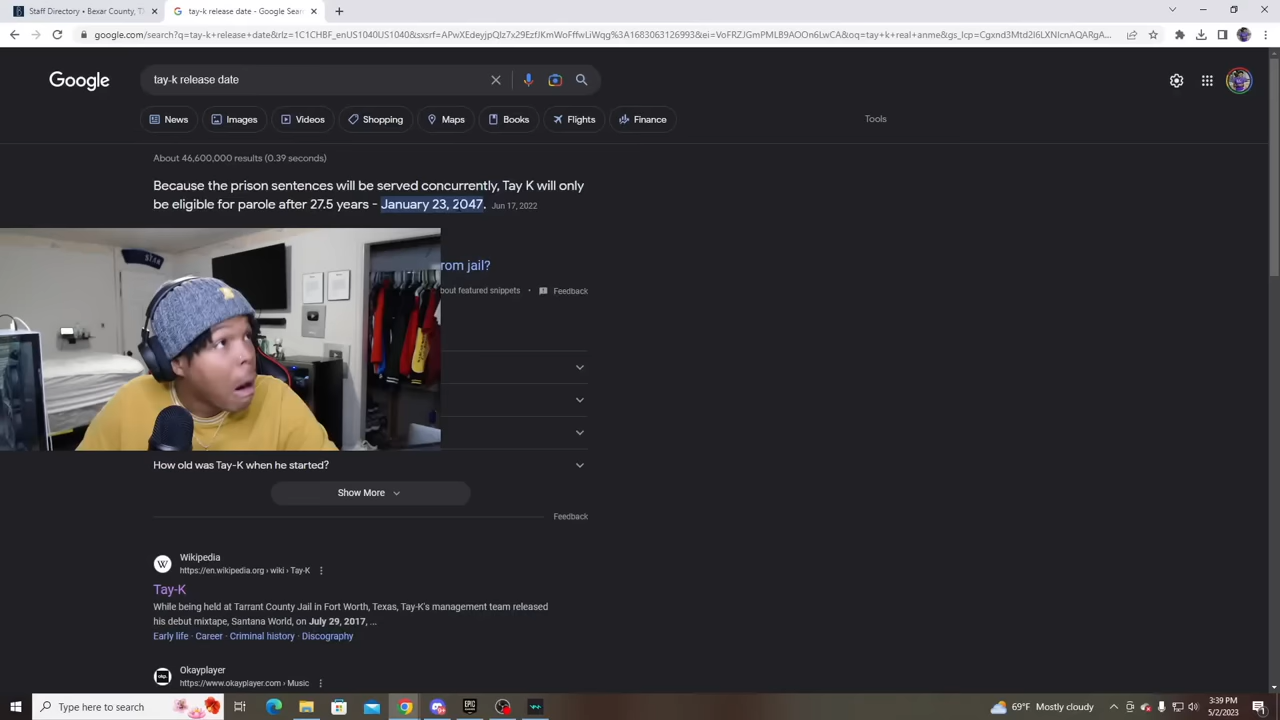 Staff Directory • Bexar County, T
tay-k release date - Google Sear
google.com/search?q=tay-k+release+date&rlz=1C1CHBF_enUS1040US1040&
Google
tay-k release date
News
Images
Videos
Shopping
Maps
Books
Flights
Finance
Tools
About 46,600,000 results (0.39 seconds)
Because the prison sentences will be served concurrently, Tay K will only
be eligible for parole after 27.5 years - January 23, 2047. Jun 17, 2022
rom jail?
bout featured snippets • Feedback
How old was Tay-K when he started?
Show More
Feedback
Wikipedia
https://en.wikipedia.org › wiki › Tay-K
Tay-K
While being held at Tarrant County Jail in Fort Worth, Texas, Tay-K's management team released
his debut mixtape, Santana World, on July 29, 2017, ...
Early life · Career · Criminal history · Discography
Okayplayer
https://www.okayplayer.com › Music
Type here to search
69°F Mostly cloudy
3:39 PM
5/2/2023